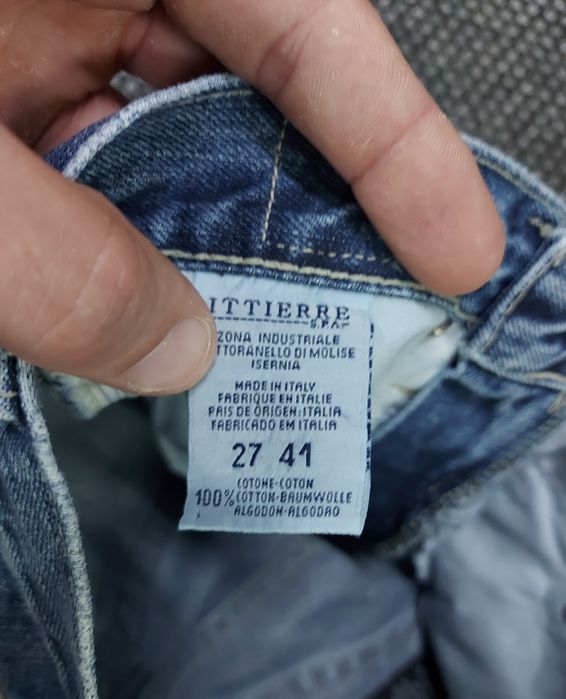 ITTIERRE
S.P.A.
ZONA INDUSTRIALE
TTORANELLO DI MOLISE
ISERNIA
MADE IN ITALY
FABRIQUE EN ITALIE
PAIS DE ORIGEN: ITALIA
FABRICADO EM ITALIA
27 41
COTONE-COTON
100% COTTON-BAUMWOLLE
ALGODON-ALGODRO